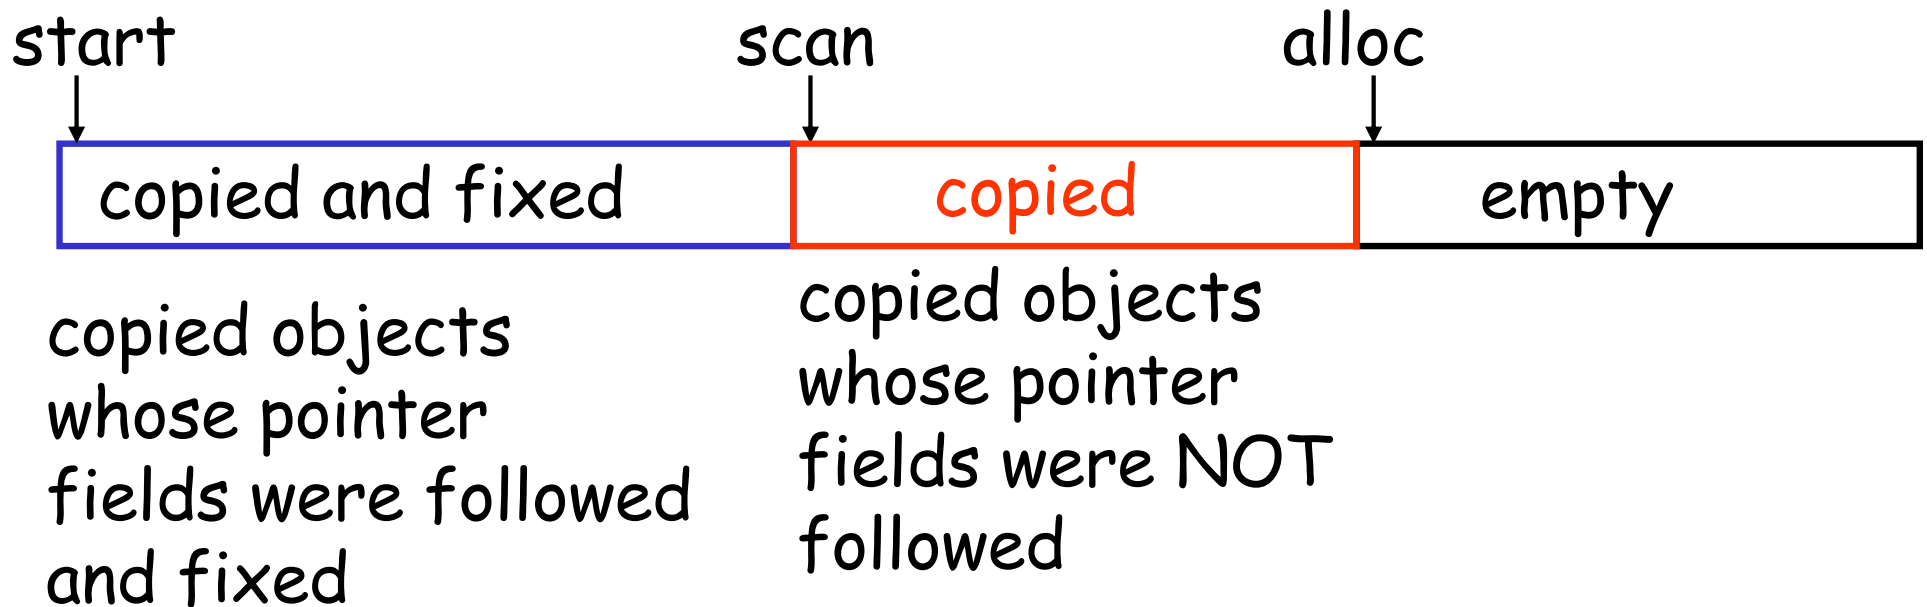 start
scan
alloc
copied and fixed
copied
empty
copied objects
whose pointer
fields were followed
and fixed
copied objects
whose pointer
fields were NOT
followed